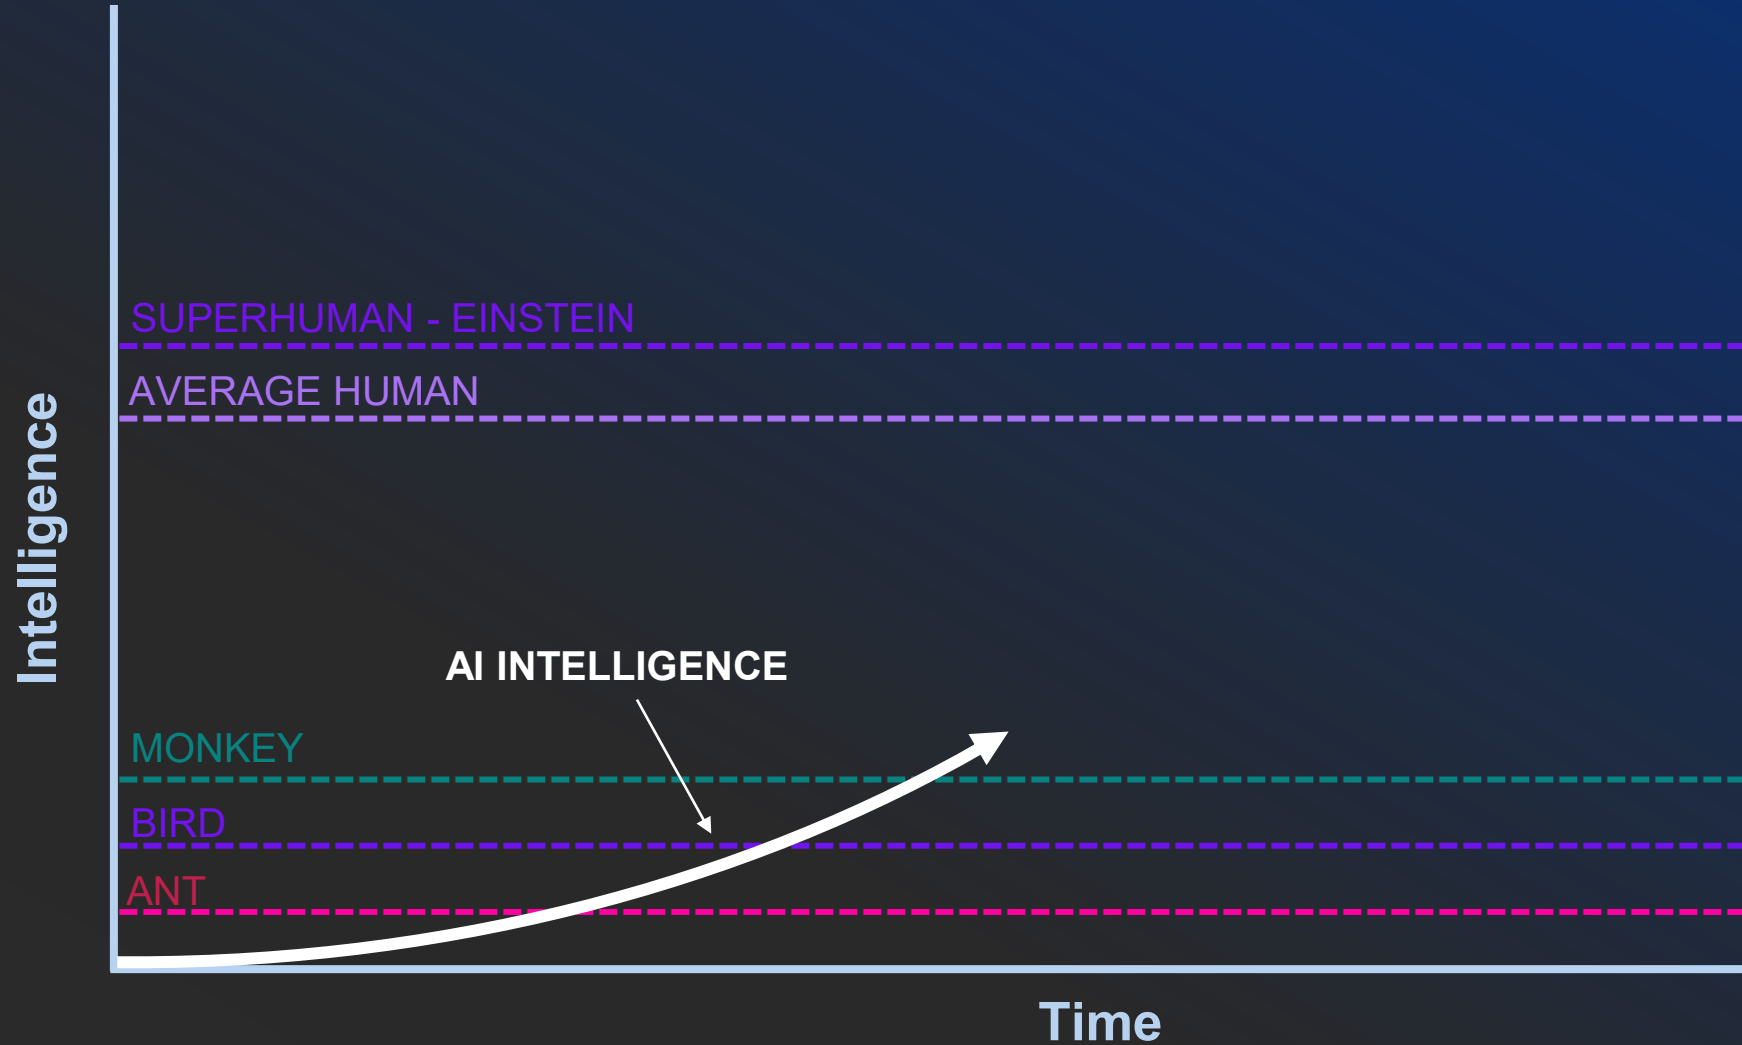 SUPERHUMAN - EINSTEIN
AVERAGE HUMAN
Intelligence
AI INTELLIGENCE
MONKEY
BIRD
ANT
Time